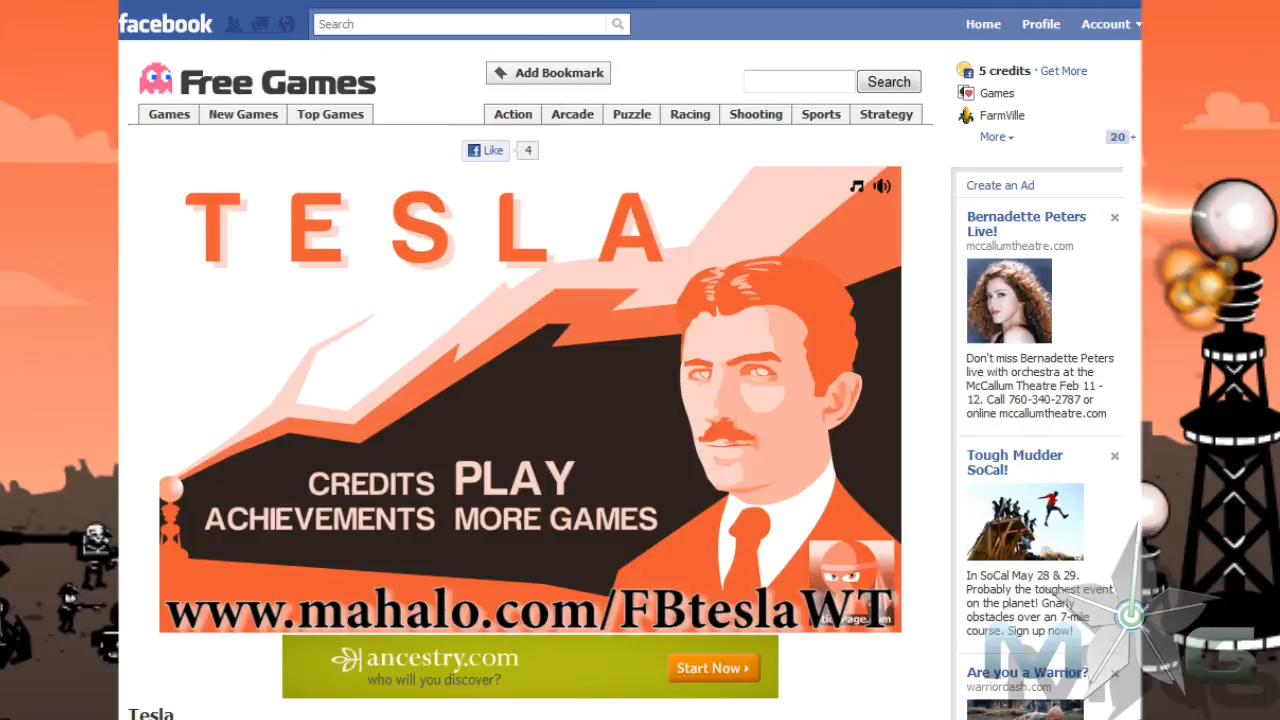 facebook
Search
Home Profile Account
Free Games
Add Bookmark
Search
Games New Games Top Games
Action Arcade Puzzle Racing Shooting Sports Strategy
Like 4
5 credits · Get More
Games
FarmVille
More
20
TESLA
CREDITS PLAY
ACHIEVEMENTS MORE GAMES
www.mahalo.com/FBteslaWT
ancestry.com
who will you discover?
Start Now
Tesla
Create an Ad
Bernadette Peters
Live!
mccallumtheatre.com
Don't miss Bernadette Peters
live with orchestra at the
McCallum Theatre Feb 11 -
12. Call 760-340-2787 or
online mccallumtheatre.com
Tough Mudder
SoCal!
In SoCal May 28 & 29.
Probably the toughest event
on the planet! Gnarly
obstacles over an 7-mile
course. Sign up now!
Are you a Warrior?
warriordash.com